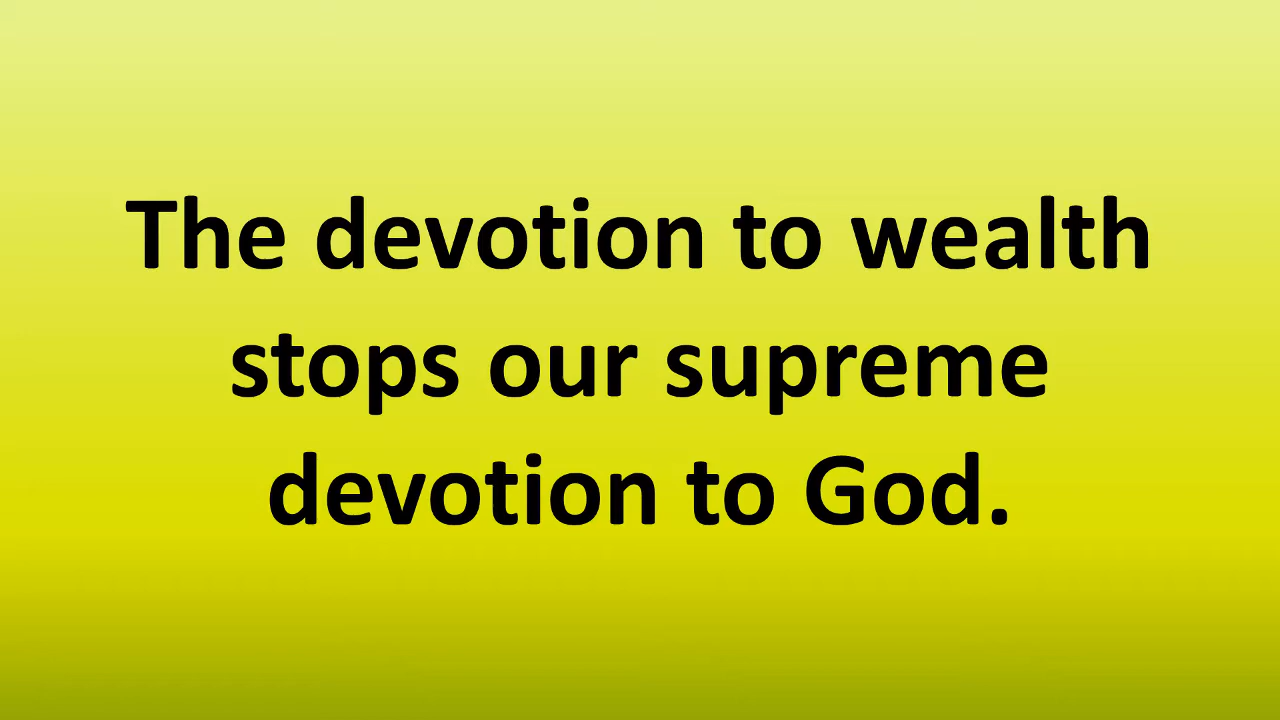 The devotion to wealth
stops our supreme
devotion to God.